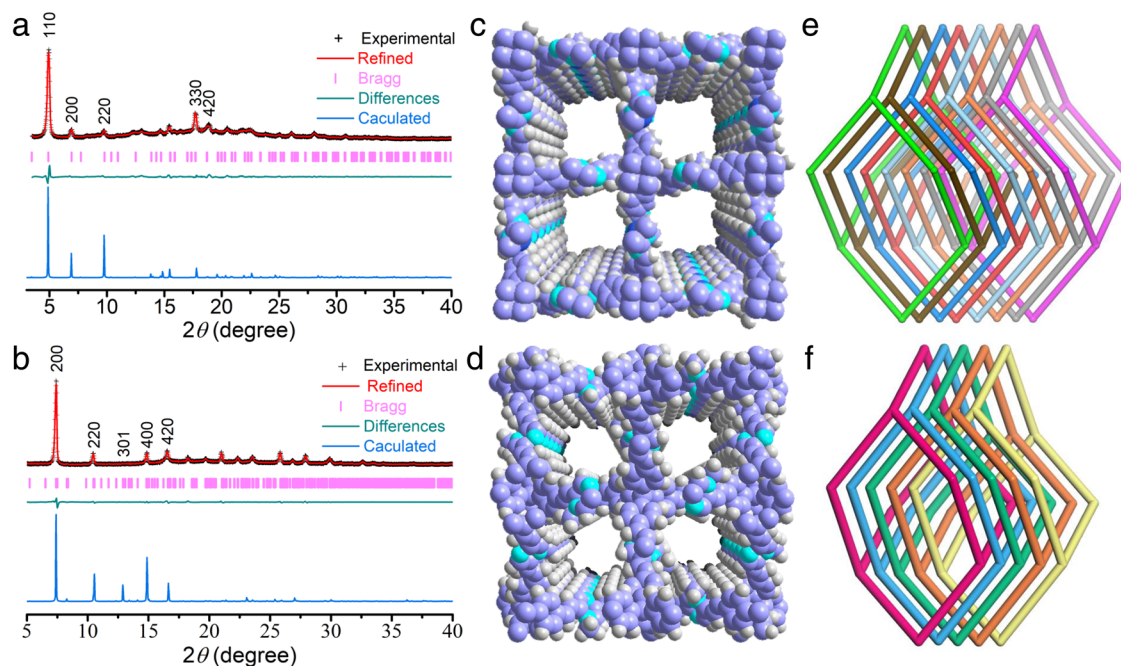 a
110
200
220
330
420
+ Experimental
Refined
Bragg
Differences
Caculated
5 10 15 20 25 30 35 40
2θ (degree)
b
200
220
301
400
420
+ Experimental
Refined
Bragg
Differences
Caculated
5 10 15 20 25 30 35 40
2θ (degree)
c
d
e
f